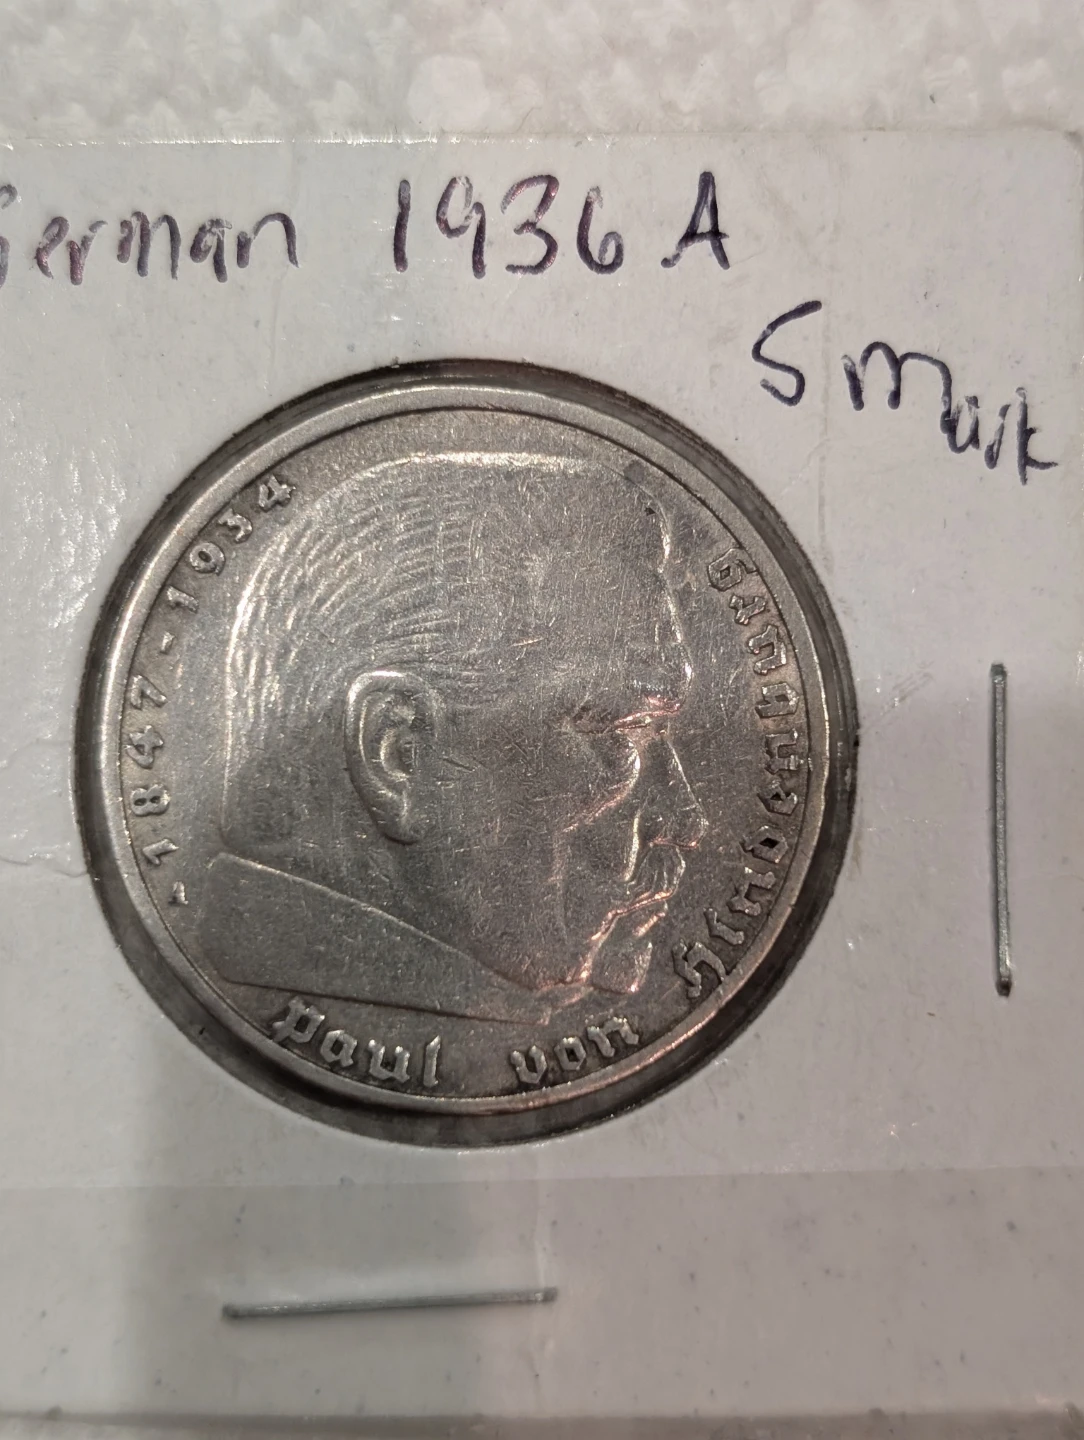 German 1936 A
5 Mark
Paul von Hindenburg
- 1847 - 1934